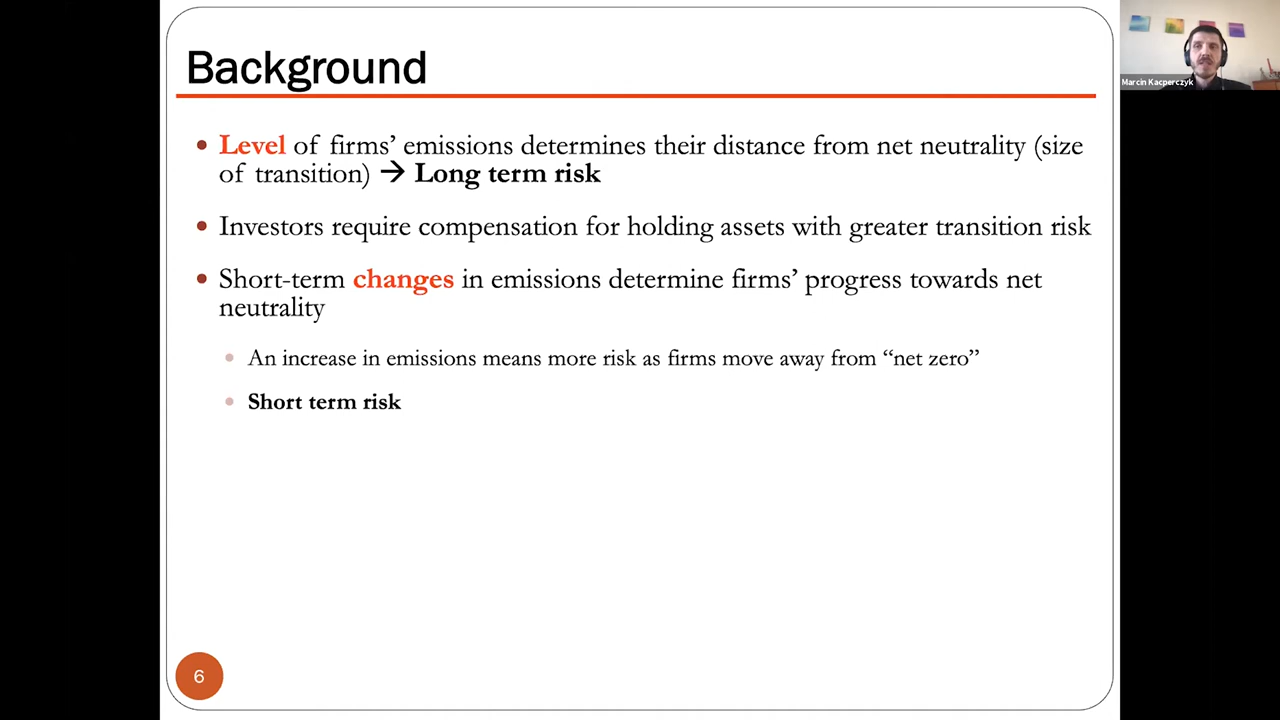 Background
• Level of firms’ emissions determines their distance from net neutrality (size
of transition) → Long term risk
• Investors require compensation for holding assets with greater transition risk
• Short-term changes in emissions determine firms’ progress towards net
neutrality
• An increase in emissions means more risk as firms move away from “net zero”
• Short term risk
6
Marcin Kacperczyk